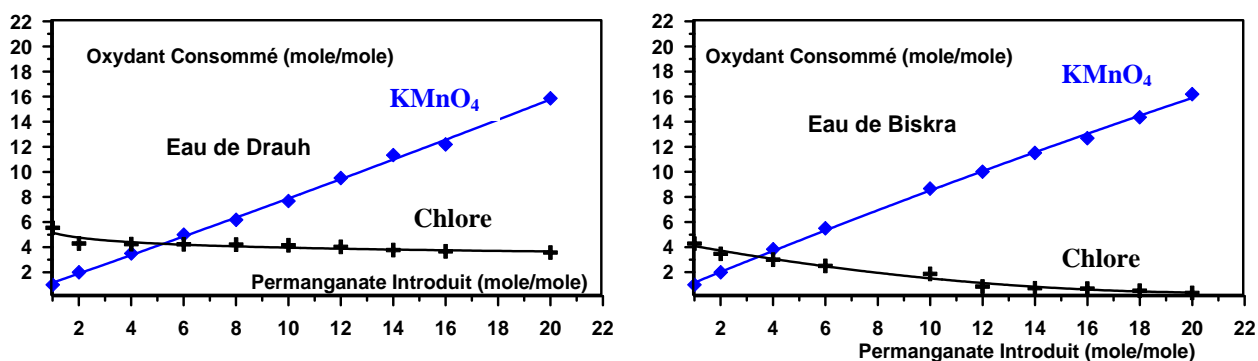 22
20
18
16
14
12
10
8
6
4
2
Oxydant Consommé (mole/mole)
KMnO₄
Eau de Drauh
Chlore
Permanganate Introduit (mole/mole)
2 4 6 8 10 12 14 16 18 20 22
22
20
18
16
14
12
10
8
6
4
2
Oxydant Consommé (mole/mole)
KMnO₄
Eau de Biskra
Chlore
2 4 6 8 10 12 14 16 18 20 22
Permanganate Introduit (mole/mole)